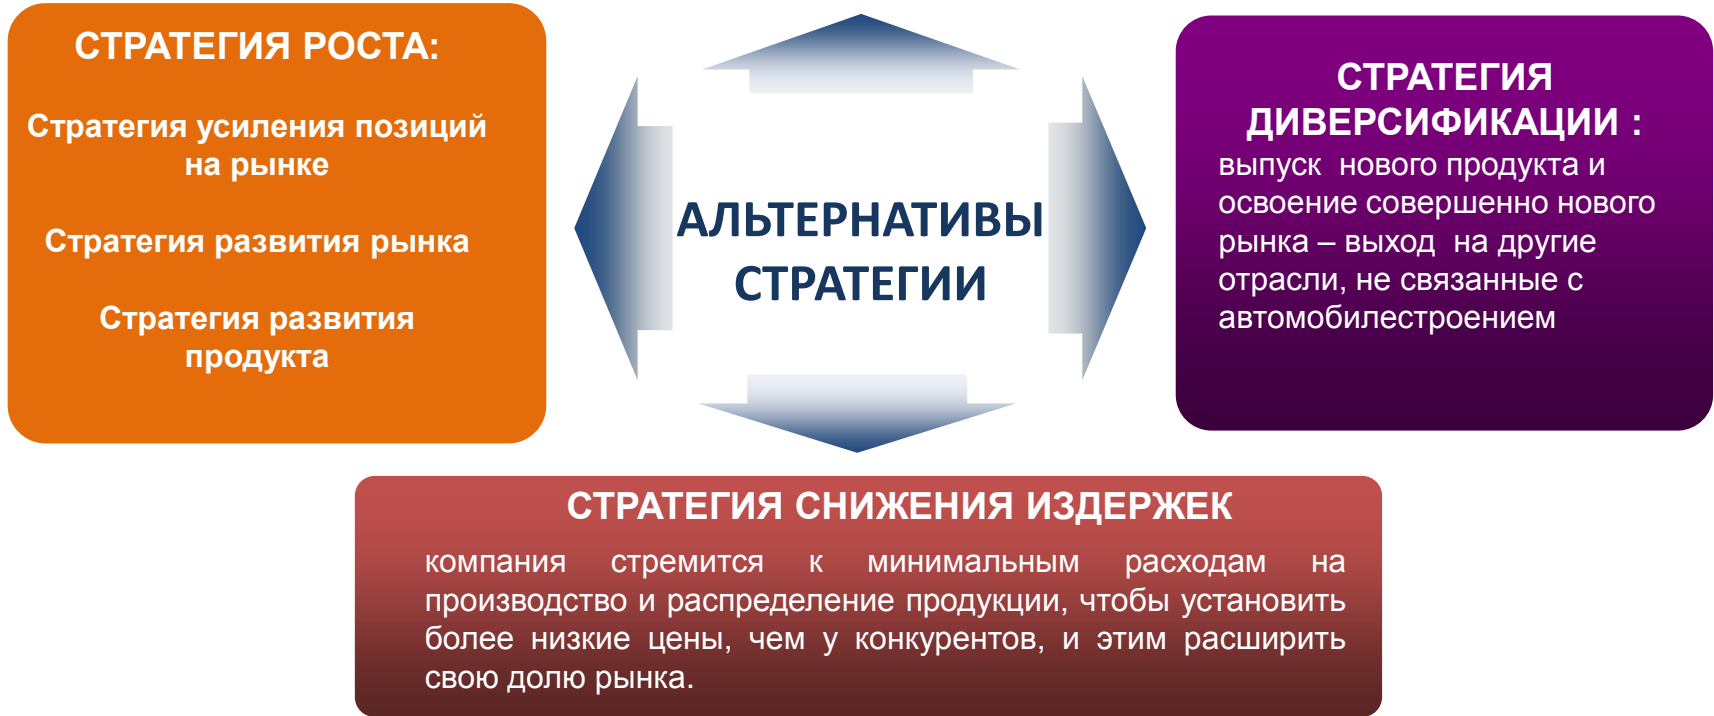 СТРАТЕГИЯ РОСТА:
Стратегия усиления позиций
на рынке
Стратегия развития рынка
Стратегия развития
продукта
АЛЬТЕРНАТИВЫ
СТРАТЕГИИ
СТРАТЕГИЯ
ДИВЕРСИФИКАЦИИ :
выпуск нового продукта и
освоение совершенно нового
рынка – выход на другие
отрасли, не связанные с
автомобилестроением
СТРАТЕГИЯ СНИЖЕНИЯ ИЗДЕРЖЕК
компания стремится к минимальным расходам на
производство и распределение продукции, чтобы установить
более низкие цены, чем у конкурентов, и этим расширить
свою долю рынка.